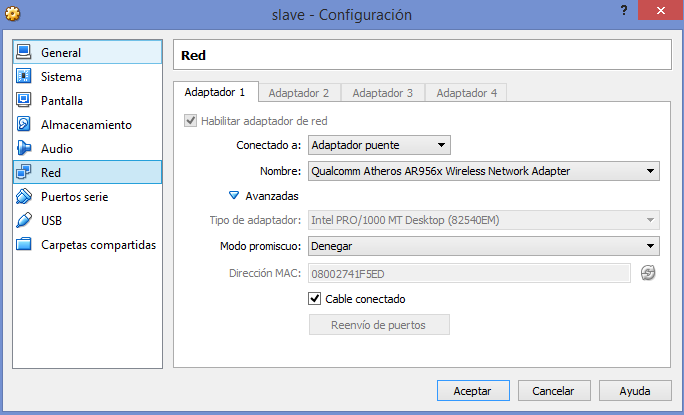 slave - Configuración
?
General
Sistema
Pantalla
Almacenamiento
Audio
Red
Puertos serie
USB
Carpetas compartidas
Red
Adaptador 1 Adaptador 2 Adaptador 3 Adaptador 4
Habilitar adaptador de red
Conectado a: Adaptador puente
Nombre: Qualcomm Atheros AR956x Wireless Network Adapter
Avanzadas
Tipo de adaptador: Intel PRO/1000 MT Desktop (82540EM)
Modo promiscuo: Denegar
Dirección MAC: 08002741F5ED
Cable conectado
Reenvío de puertos
Aceptar Cancelar Ayuda